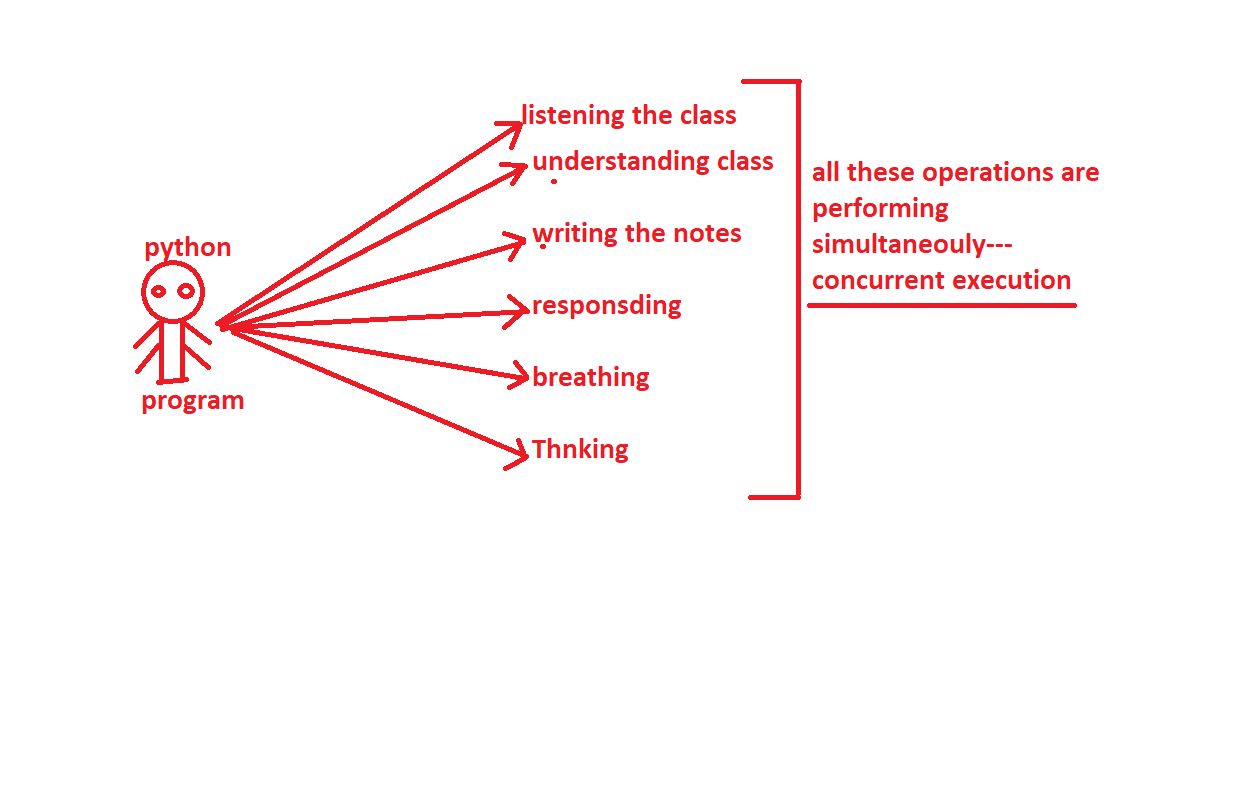 listening the class
understanding class
writing the notes
responsding
breathing
Thnking
python
program
all these operations are
performing
simultaneouly---
concurrent execution